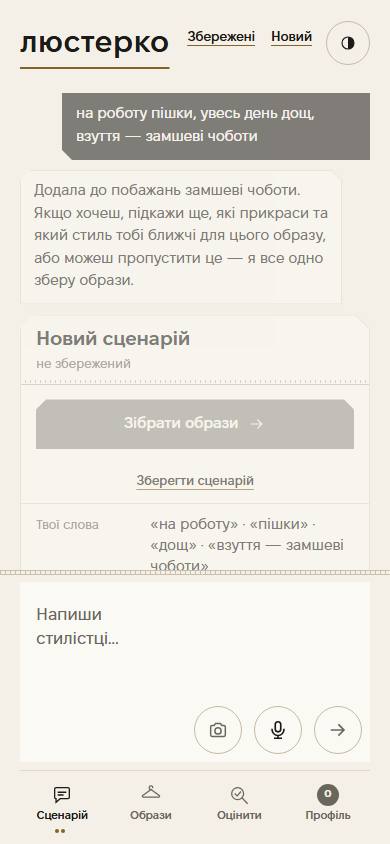 люстерко
Збережені
Новий
на роботу пішки, увесь день дощ,
взуття — замшеві чоботи
Додала до побажань замшеві чоботи.
Якщо хочеш, підкажи ще, які прикраси та
який стиль тобі ближчі для цього образу,
або можеш пропустити це — я все одно
зберу образи.
Новий сценарій
не збережений
Зібрати образи →
Зберегти сценарій
Твої слова
«на роботу» · «пішки» ·
«дощ» · «взуття — замшеві
чоботи»
Напиши
стилістці...
Сценарій
Образи
Оцінити
0
Профіль